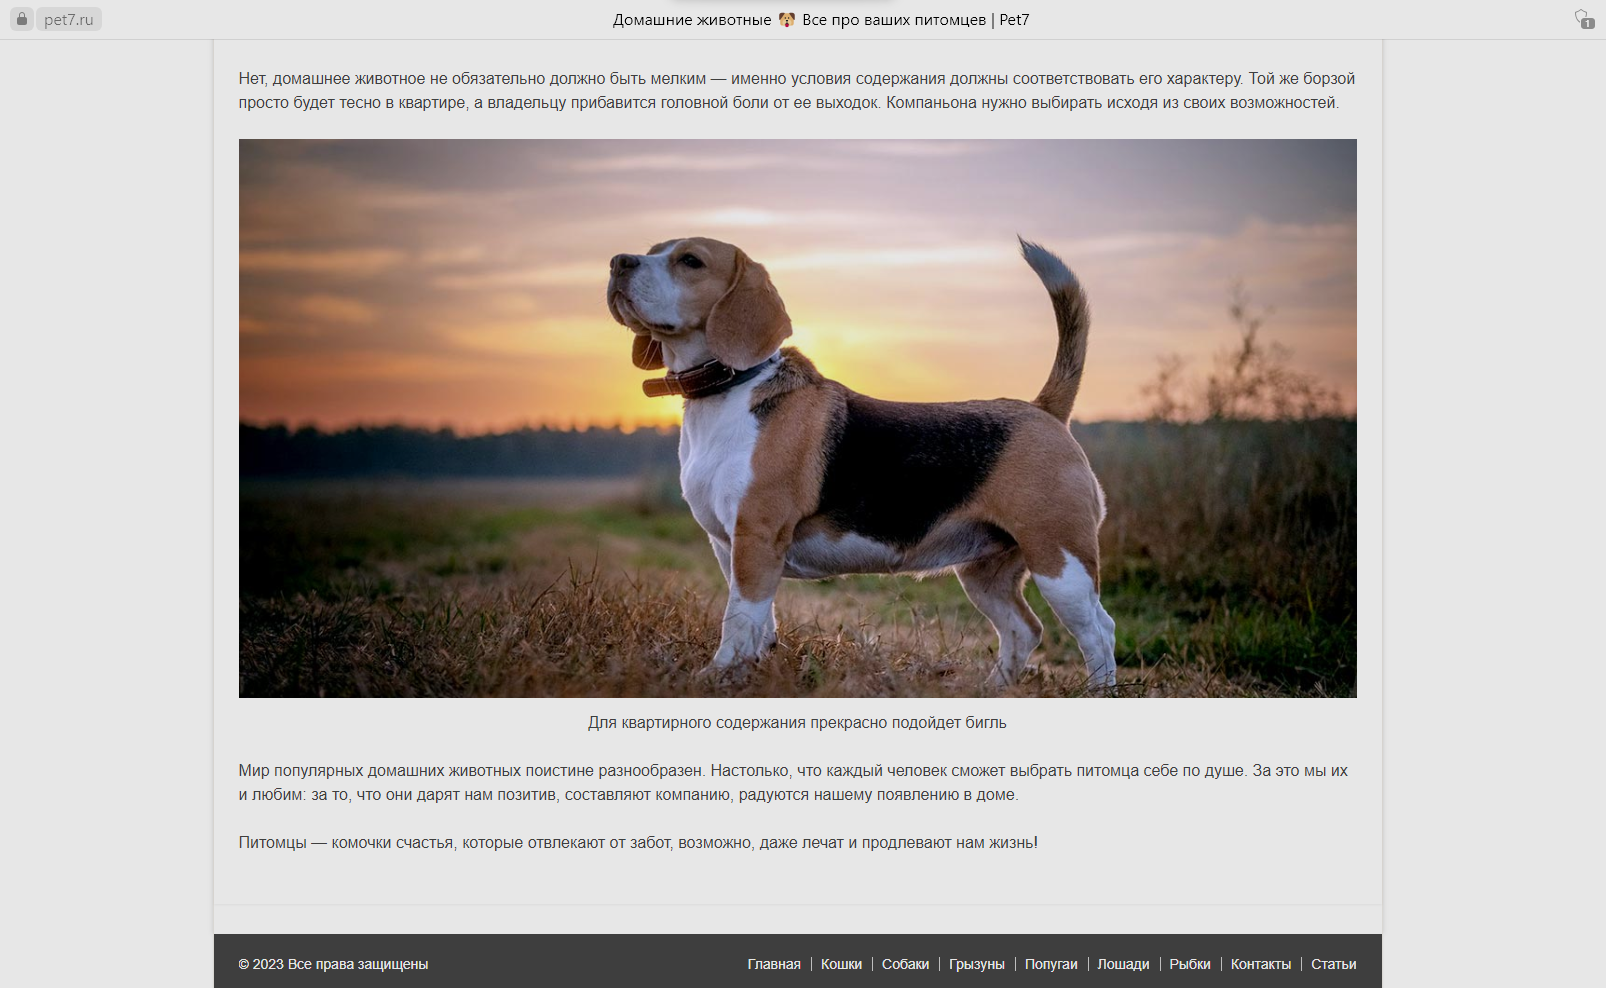 pet7.ru
Домашние животные 🐶 Все про ваших питомцев | Pet7
1
Нет, домашнее животное не обязательно должно быть мелким — именно условия содержания должны соответствовать его характеру. Той же борзой
просто будет тесно в квартире, а владельцу прибавится головной боли от ее выходок. Компаньона нужно выбирать исходя из своих возможностей.
Для квартирного содержания прекрасно подойдет бигль
Мир популярных домашних животных поистине разнообразен. Настолько, что каждый человек сможет выбрать питомца себе по душе. За это мы их
и любим: за то, что они дарят нам позитив, составляют компанию, радуются нашему появлению в доме.
Питомцы — комочки счастья, которые отвлекают от забот, возможно, даже лечат и продлевают нам жизнь!
© 2023 Все права защищены
Главная | Кошки | Собаки | Грызуны | Попугаи | Лошади | Рыбки | Контакты | Статьи